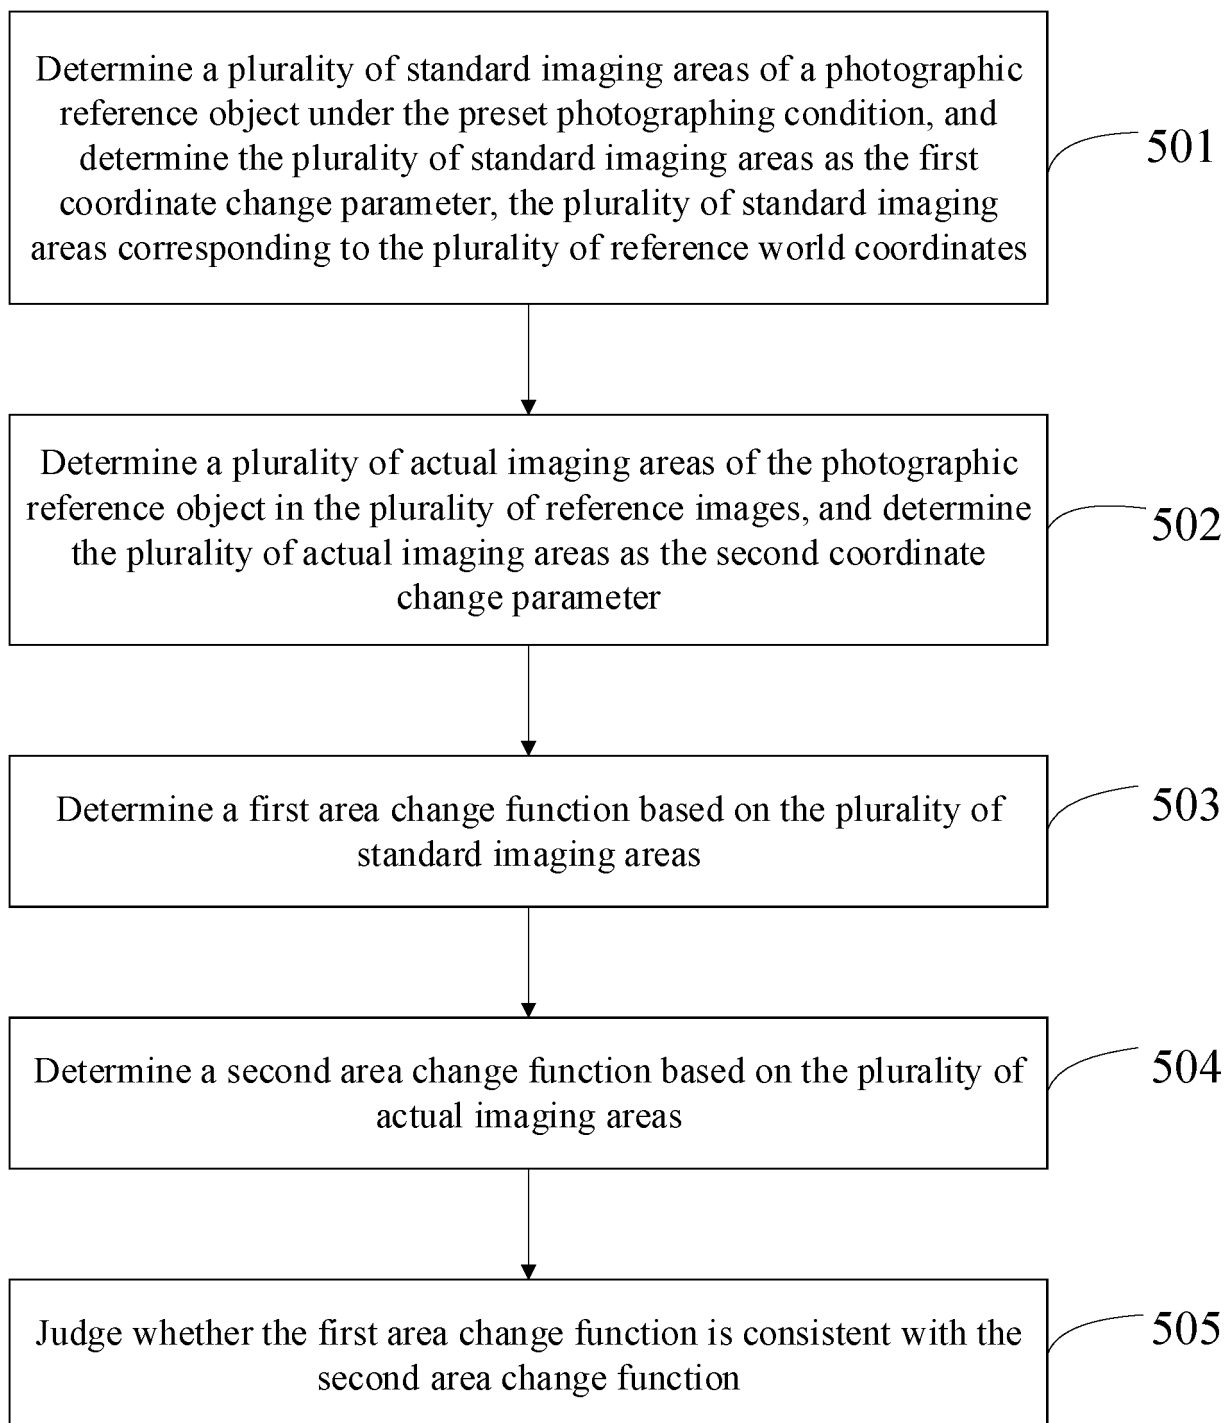 Determine a plurality of standard imaging areas of a photographic
reference object under the preset photographing condition, and
determine the plurality of standard imaging areas as the first
coordinate change parameter, the plurality of standard imaging
areas corresponding to the plurality of reference world coordinates
501
Determine a plurality of actual imaging areas of the photographic
reference object in the plurality of reference images, and determine
the plurality of actual imaging areas as the second coordinate
change parameter
502
Determine a first area change function based on the plurality of
standard imaging areas
503
Determine a second area change function based on the plurality of
actual imaging areas
504
Judge whether the first area change function is consistent with the
second area change function
505